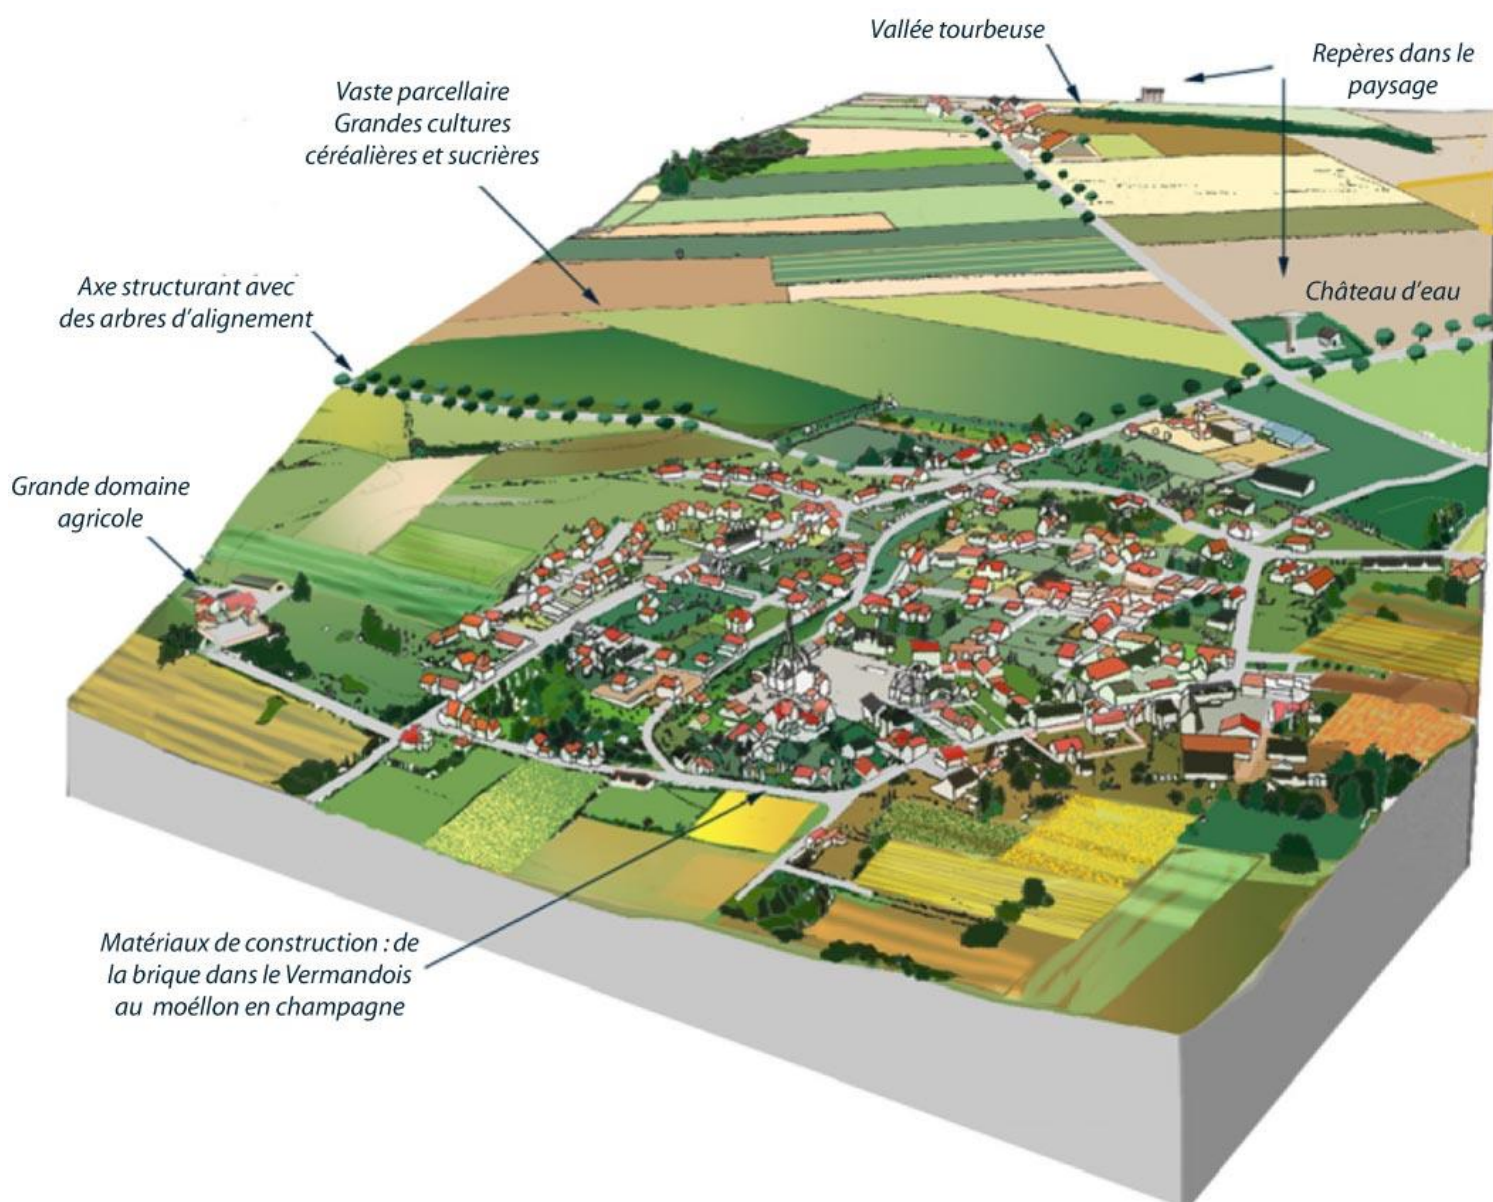 Vallée tourbeuse
Repères dans le
paysage
Vaste parcellaire
Grandes cultures
céréalières et sucrières
Axe structurant avec
des arbres d'alignement
Château d'eau
Grande domaine
agricole
Matériaux de construction : de
la brique dans le Vermandois
au moéllon en champagne